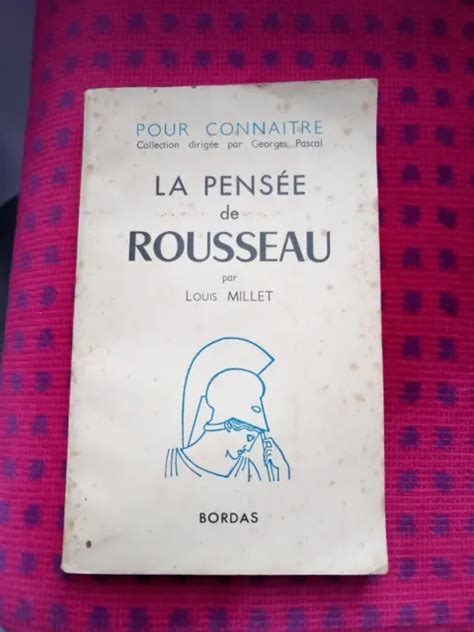 POUR CONNAITRE
Collection dirigée par Georges Pascal
LA PENSÉE
de
ROUSSEAU
par
LOUIS MILLET
BORDAS